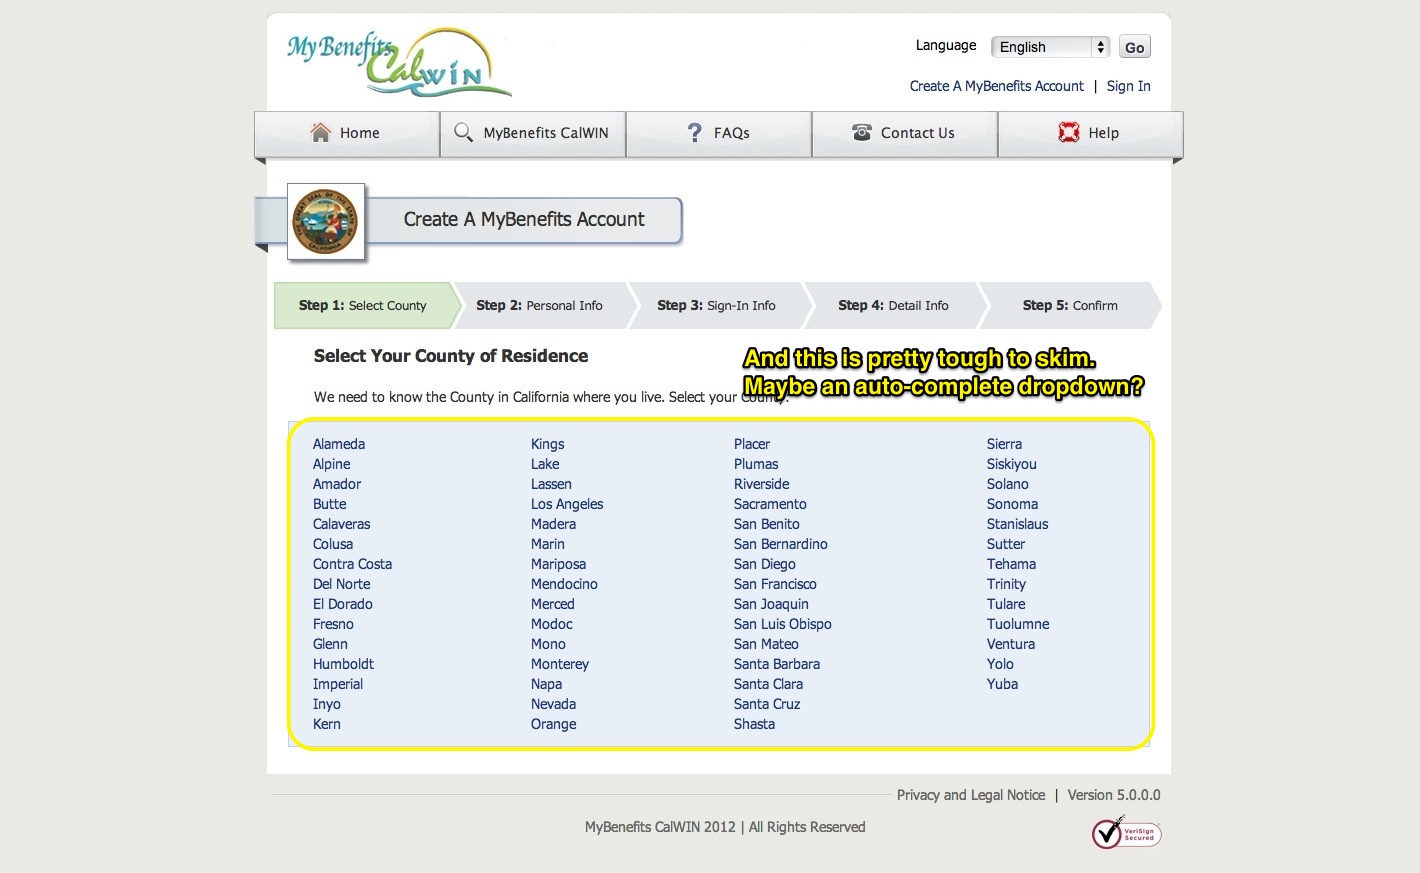 My Benefits
CalWIN
Language English Go
Create A MyBenefits Account | Sign In
Home MyBenefits CalWIN FAQs Contact Us Help
Create A MyBenefits Account
THE GREAT SEAL OF THE STATE OF CALIFORNIA
Step 1: Select County Step 2: Personal Info Step 3: Sign-In Info Step 4: Detail Info Step 5: Confirm
Select Your County of Residence
And this is pretty tough to skim.
Maybe an auto-complete dropdown?
We need to know the County in California where you live. Select your County.
Alameda
Alpine
Amador
Butte
Calaveras
Colusa
Contra Costa
Del Norte
El Dorado
Fresno
Glenn
Humboldt
Imperial
Inyo
Kern
Kings
Lake
Lassen
Los Angeles
Madera
Marin
Mariposa
Mendocino
Merced
Modoc
Mono
Monterey
Napa
Nevada
Orange
Placer
Plumas
Riverside
Sacramento
San Benito
San Bernardino
San Diego
San Francisco
San Joaquin
San Luis Obispo
San Mateo
Santa Barbara
Santa Clara
Santa Cruz
Shasta
Sierra
Siskiyou
Solano
Sonoma
Stanislaus
Sutter
Tehama
Trinity
Tulare
Tuolumne
Ventura
Yolo
Yuba
Privacy and Legal Notice | Version 5.0.0.0
MyBenefits CalWIN 2012 | All Rights Reserved
VeriSign
Secured